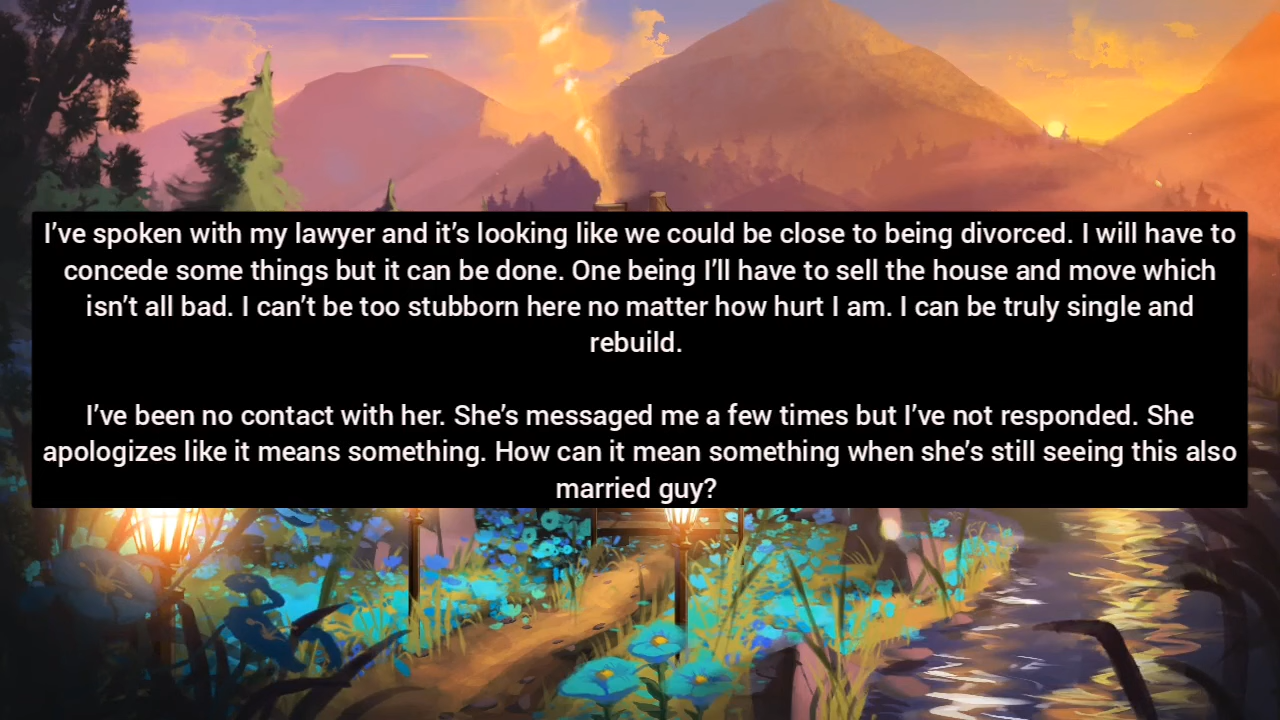 I’ve spoken with my lawyer and it’s looking like we could be close to being divorced. I will have to
concede some things but it can be done. One being I’ll have to sell the house and move which
isn’t all bad. I can’t be too stubborn here no matter how hurt I am. I can be truly single and
rebuild.
I’ve been no contact with her. She’s messaged me a few times but I’ve not responded. She
apologizes like it means something. How can it mean something when she’s still seeing this also
married guy?